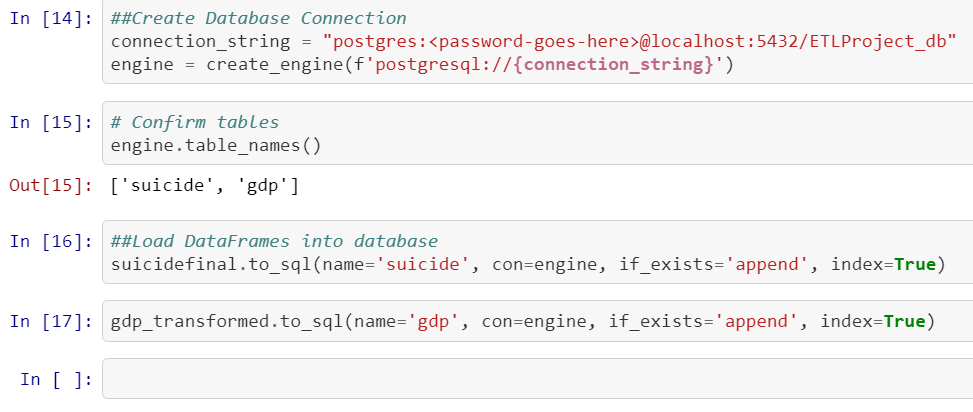 In [14]: ##Create Database Connection
connection_string = "postgres:<password-goes-here>@localhost:5432/ETLProject_db"
engine = create_engine(f'postgresql://{connection_string}')
In [15]: # Confirm tables
engine.table_names()
Out[15]: ['suicide', 'gdp']
In [16]: ##Load DataFrames into database
suicidefinal.to_sql(name='suicide', con=engine, if_exists='append', index=True)
In [17]: gdp_transformed.to_sql(name='gdp', con=engine, if_exists='append', index=True)
In [ ]: